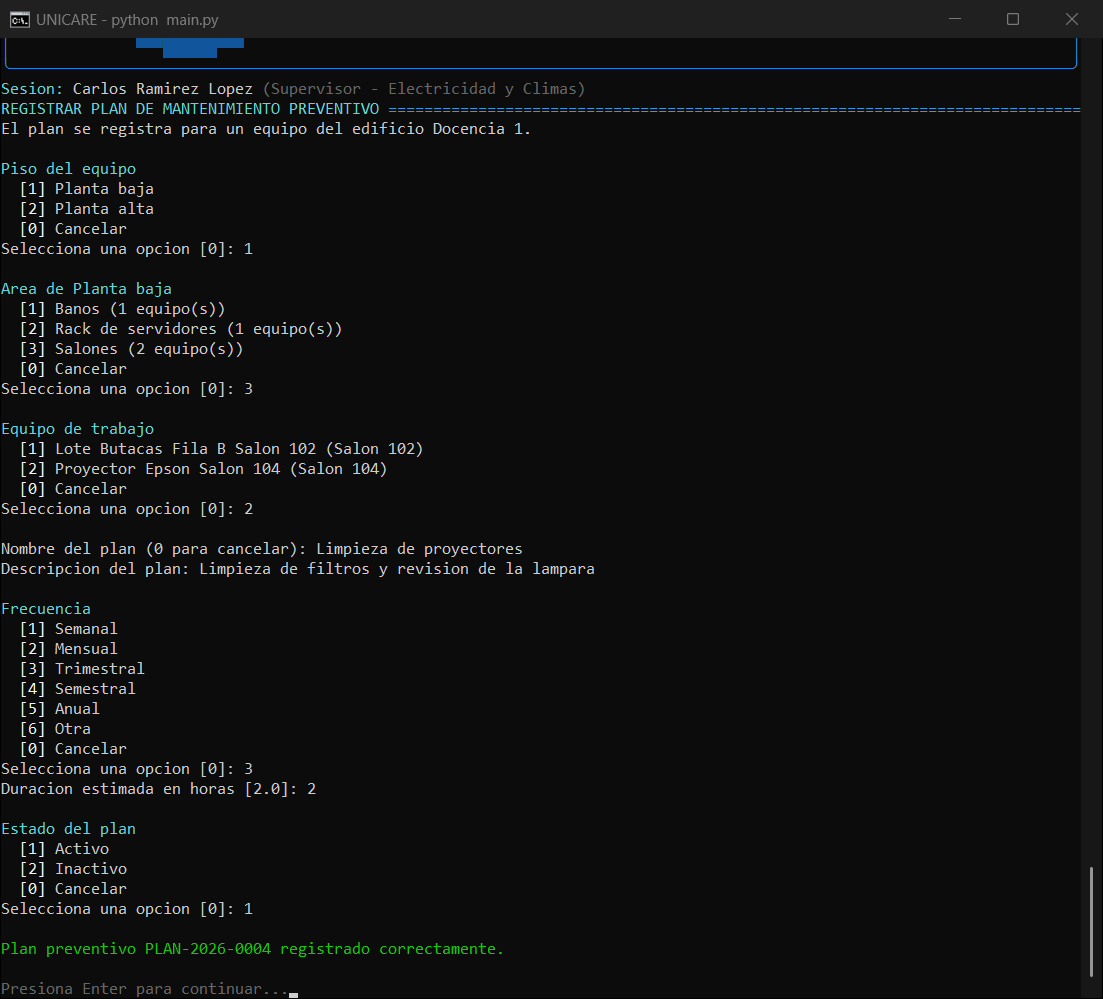 UNICARE - python  main.py
Sesion: Carlos Ramirez Lopez (Supervisor - Electricidad y Climas)
REGISTRAR PLAN DE MANTENIMIENTO PREVENTIVO =============================================================================
El plan se registra para un equipo del edificio Docencia 1.
Piso del equipo
[1] Planta baja
[2] Planta alta
[0] Cancelar
Selecciona una opcion [0]: 1
Area de Planta baja
[1] Banos (1 equipo(s))
[2] Rack de servidores (1 equipo(s))
[3] Salones (2 equipo(s))
[0] Cancelar
Selecciona una opcion [0]: 3
Equipo de trabajo
[1] Lote Butacas Fila B Salon 102 (Salon 102)
[2] Proyector Epson Salon 104 (Salon 104)
[0] Cancelar
Selecciona una opcion [0]: 2
Nombre del plan (0 para cancelar): Limpieza de proyectores
Descripcion del plan: Limpieza de filtros y revision de la lampara
Frecuencia
[1] Semanal
[2] Mensual
[3] Trimestral
[4] Semestral
[5] Anual
[6] Otra
[0] Cancelar
Selecciona una opcion [0]: 3
Duracion estimada en horas [2.0]: 2
Estado del plan
[1] Activo
[2] Inactivo
[0] Cancelar
Selecciona una opcion [0]: 1
Plan preventivo PLAN-2026-0004 registrado correctamente.
Presiona Enter para continuar...